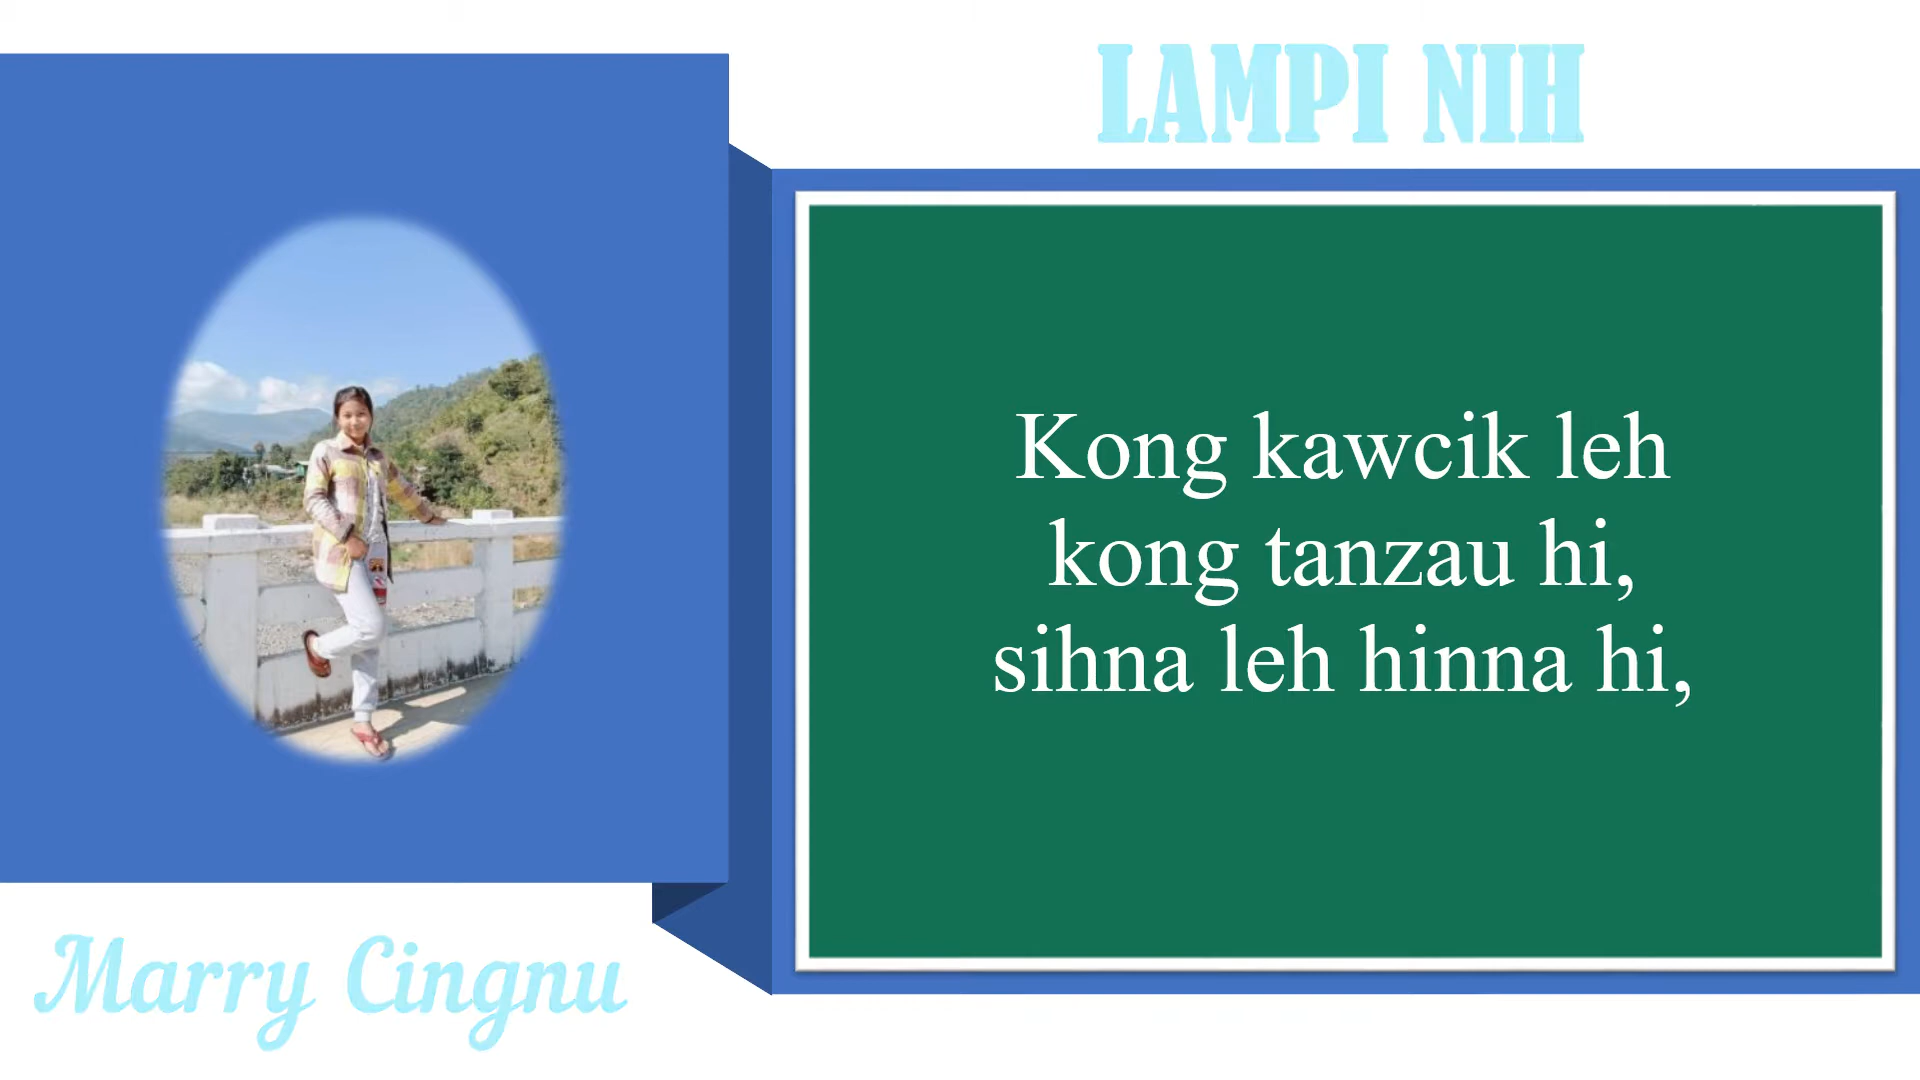 LAMPI NIH
Kong kawcik leh
kong tanzau hi,
sihna leh hinna hi,
Marry Cingnu